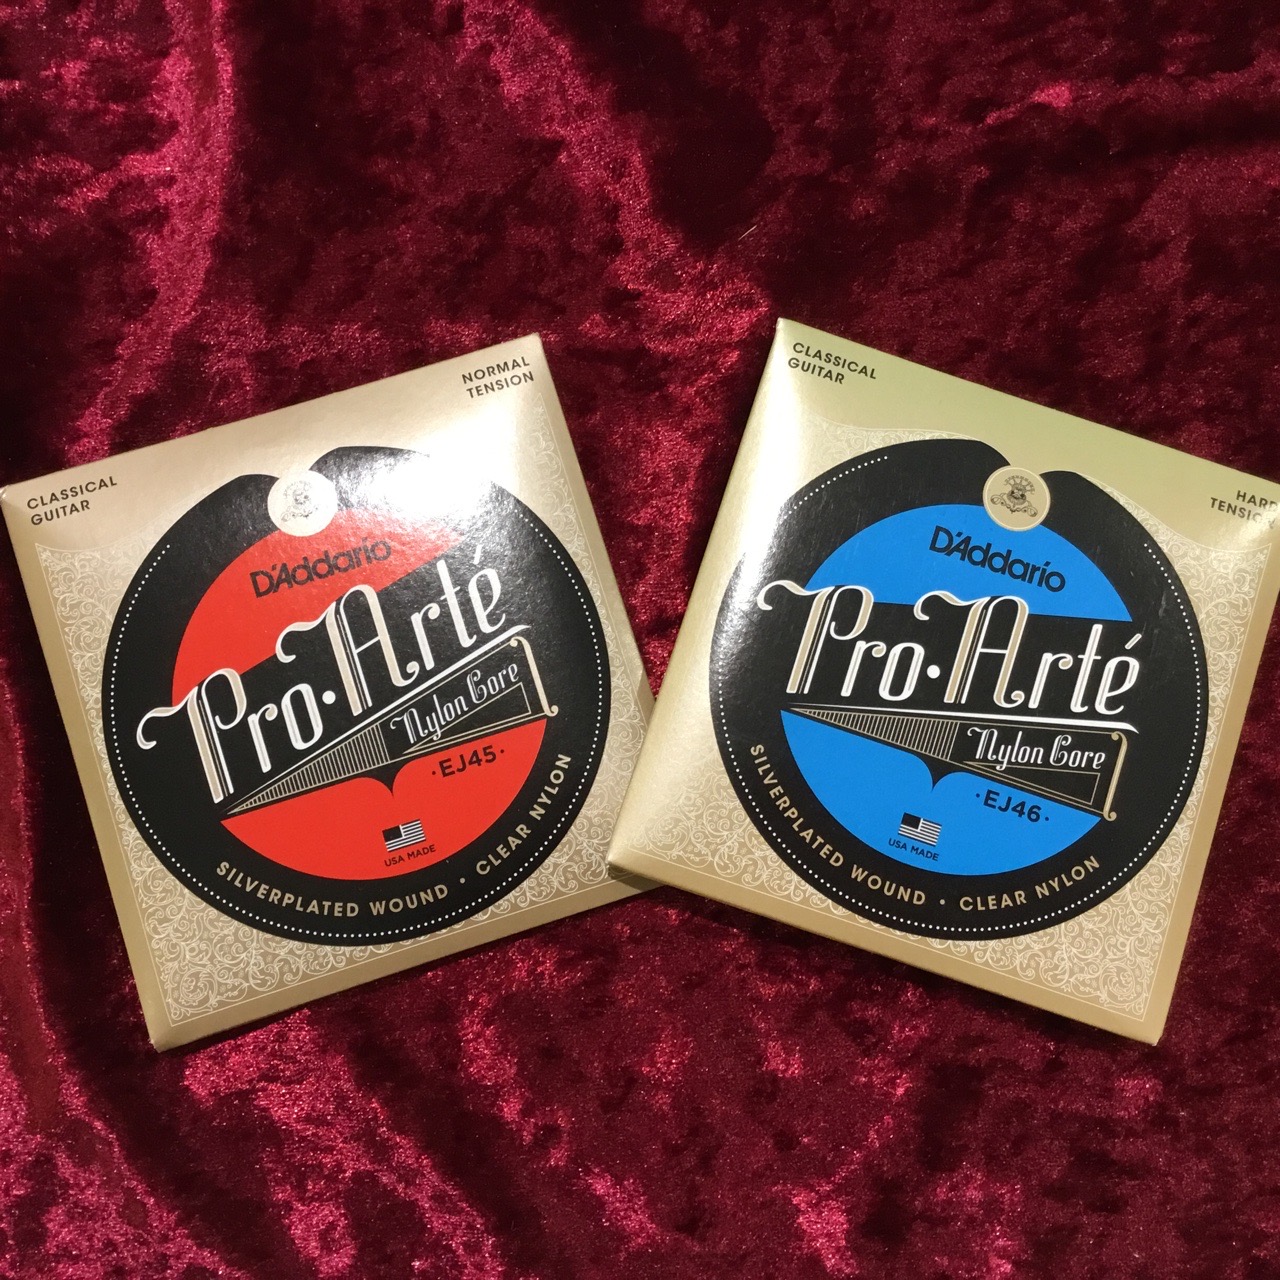 CLASSICAL
GUITAR
NORMAL
TENSION
D'Addario
Pro·Arté
Nylon Core
·EJ45·
USA MADE
SILVERPLATED WOUND · CLEAR NYLON
CLASSICAL
GUITAR
HARD
TENSION
D'Addario
Pro·Arté
Nylon Core
·EJ46·
USA MADE
SILVERPLATED WOUND · CLEAR NYLON